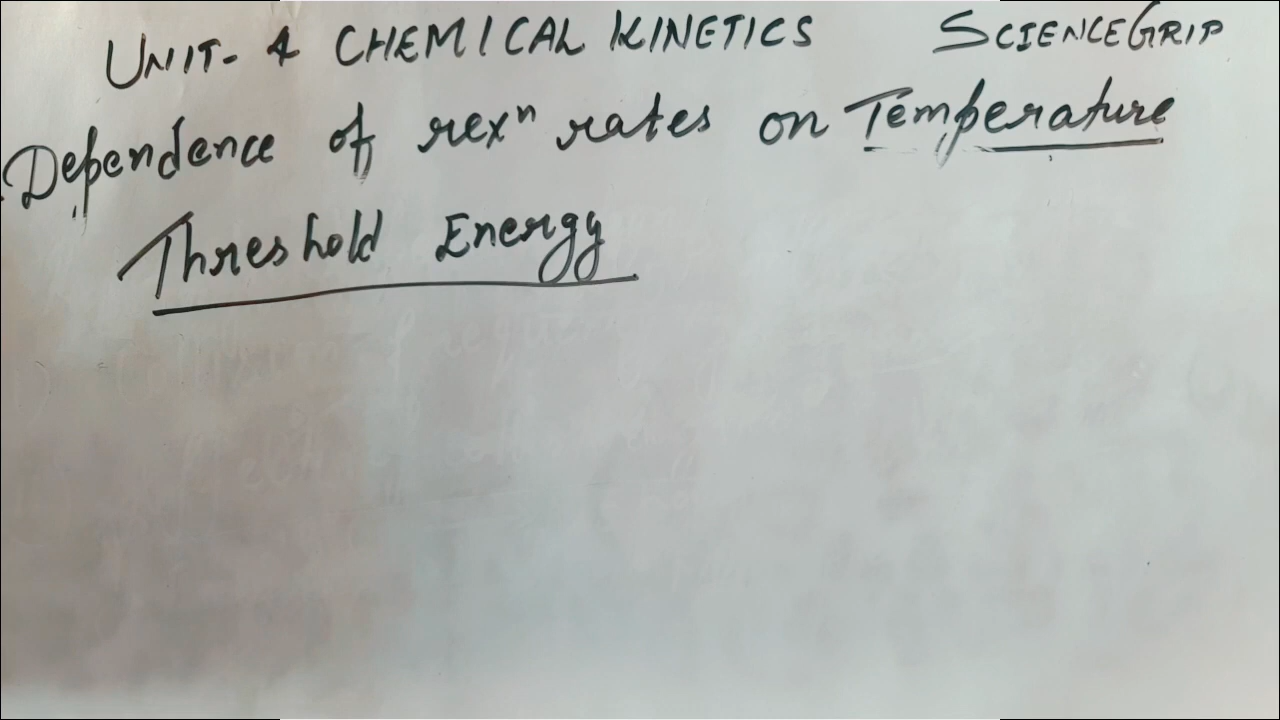 UNIT- 4 CHEMICAL KINETICS SCIENCEGRIP
Dependence of rexⁿ rates on Temperature
Threshold Energy